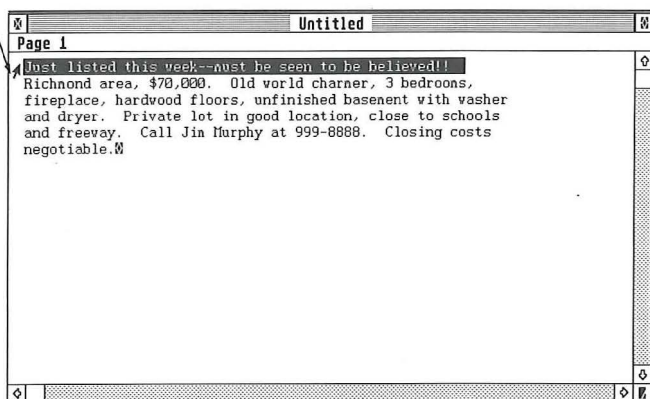 Untitled
Page 1
Just listed this week--must be seen to be believed!!
Richmond area, $70,000. Old world charmer, 3 bedrooms,
fireplace, hardwood floors, unfinished basement with washer
and dryer. Private lot in good location, close to schools
and freeway. Call Jim Murphy at 999-8888. Closing costs
negotiable.